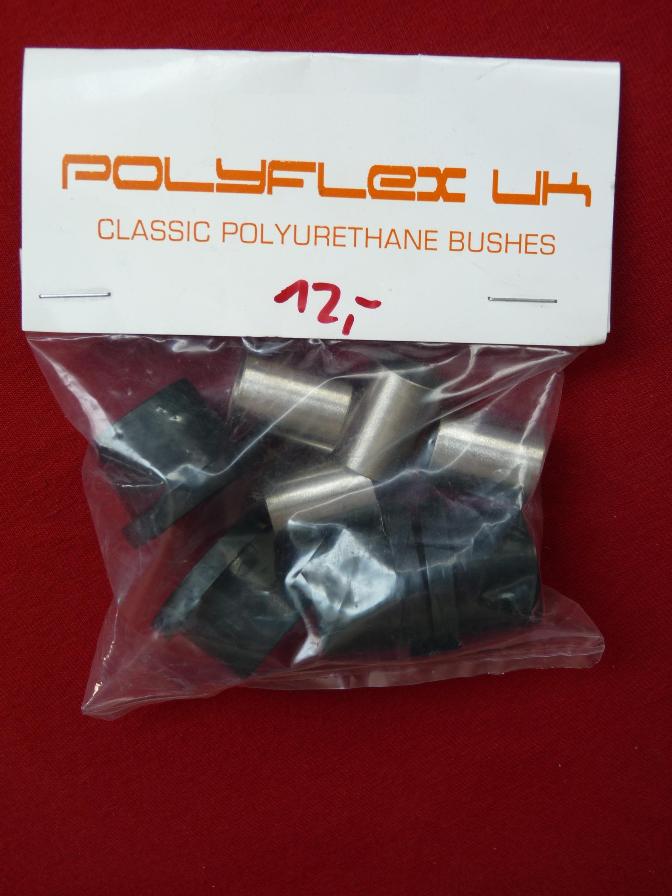 POLYFLEX UK
CLASSIC POLYURETHANE BUSHES
12,-